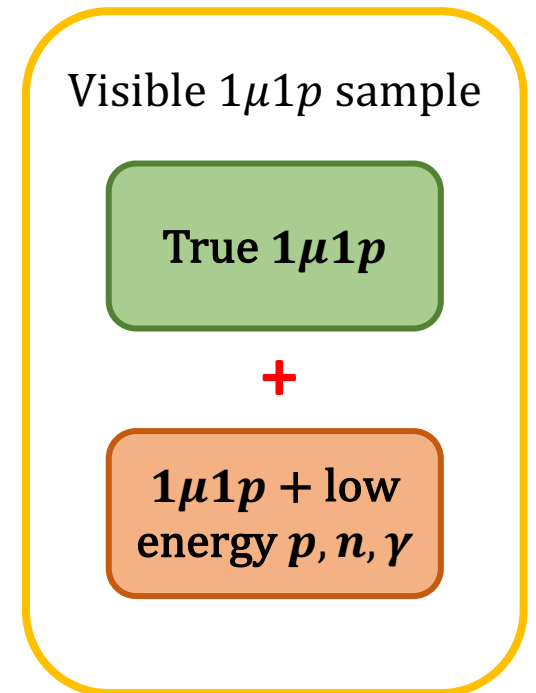 Visible 1μ1p sample
True 1μ1p
+
1μ1p + low
energy p, n, γ